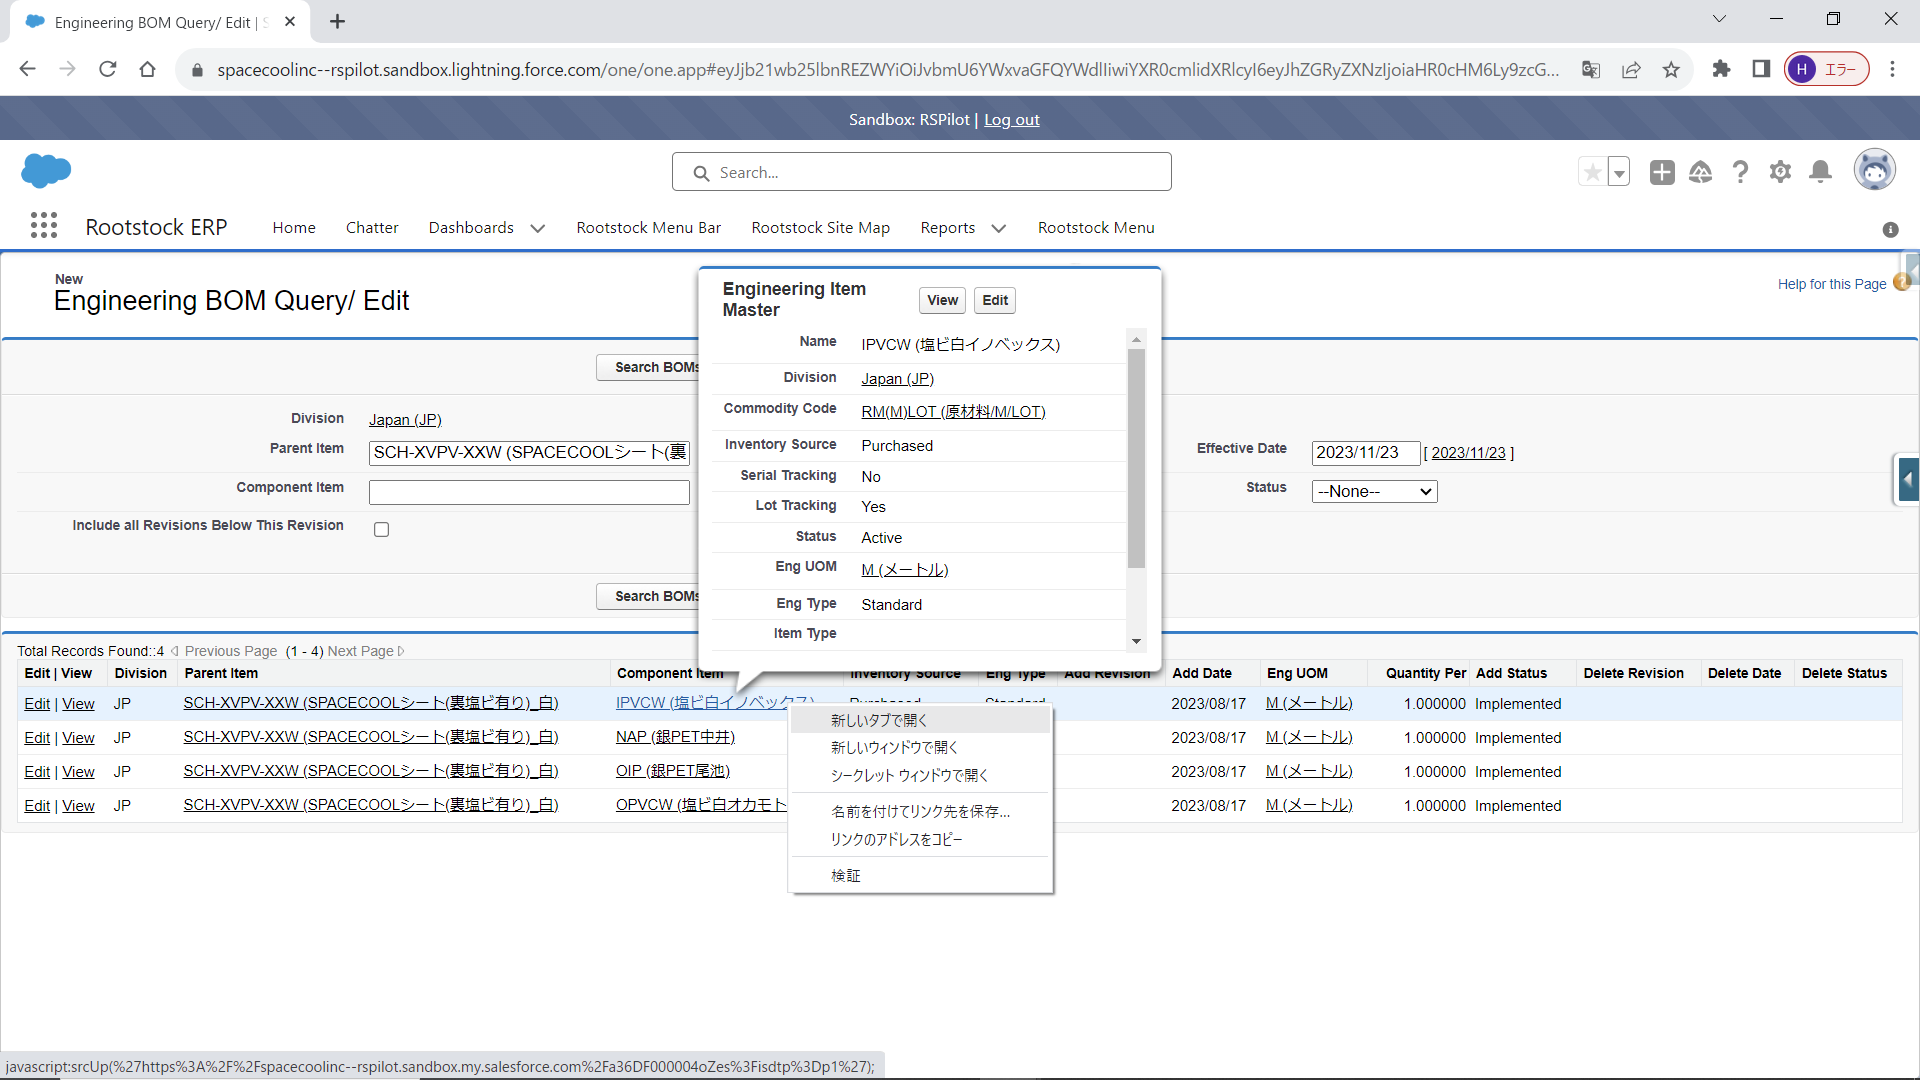 Engineering BOM Query/ Edit | S
spacecoolinc--rspilot.sandbox.lightning.force.com/one/one.app#eyJjb21wb25lbnREZWYiOiJvbmU6YWxvaGFQYWdlIiwiYXR0cmlidXRlcyI6eyJhZGRyZXNzIjoiaHR0cHM6Ly9zcG...
H エラー
Sandbox: RSPilot | Log out
Search...
Rootstock ERP Home Chatter Dashboards Rootstock Menu Bar Rootstock Site Map Reports Rootstock Menu
New
Engineering BOM Query/ Edit
Help for this Page
Engineering Item Master
View Edit
Name IPVCW (塩ビ白イノベックス)
Division Japan (JP)
Commodity Code RM(M)LOT (原材料/M/LOT)
Inventory Source Purchased
Serial Tracking No
Lot Tracking Yes
Status Active
Eng UOM M (メートル)
Eng Type Standard
Item Type
Search BOMs
Division Japan (JP)
Parent Item SCH-XVPV-XXW (SPACECOOLシート(裏
Effective Date 2023/11/23 [ 2023/11/23 ]
Component Item
Status --None--
Include all Revisions Below This Revision
Search BOMs
Total Records Found::4 Previous Page (1 - 4) Next Page
Edit | View Division Parent Item Component Item Inventory Source Eng Type Add Revision Add Date Eng UOM Quantity Per Add Status Delete Revision Delete Date Delete Status
Edit | View JP SCH-XVPV-XXW (SPACECOOLシート(裏塩ビ有り)_白) IPVCW (塩ビ白イノベックス) Purchased Standard 2023/08/17 M (メートル) 1.000000 Implemented
Edit | View JP SCH-XVPV-XXW (SPACECOOLシート(裏塩ビ有り)_白) NAP (銀PET中井) 2023/08/17 M (メートル) 1.000000 Implemented
Edit | View JP SCH-XVPV-XXW (SPACECOOLシート(裏塩ビ有り)_白) OIP (銀PET尾池) 2023/08/17 M (メートル) 1.000000 Implemented
Edit | View JP SCH-XVPV-XXW (SPACECOOLシート(裏塩ビ有り)_白) OPVCW (塩ビ白オカモト 2023/08/17 M (メートル) 1.000000 Implemented
新しいタブで開く
新しいウィンドウで開く
シークレット ウィンドウで開く
名前を付けてリンク先を保存...
リンクのアドレスをコピー
検証
javascript:srcUp(%27https%3A%2F%2Fspacecoolinc--rspilot.sandbox.my.salesforce.com%2Fa36DF000004oZes%3Fisdtp%3Dp1%27);